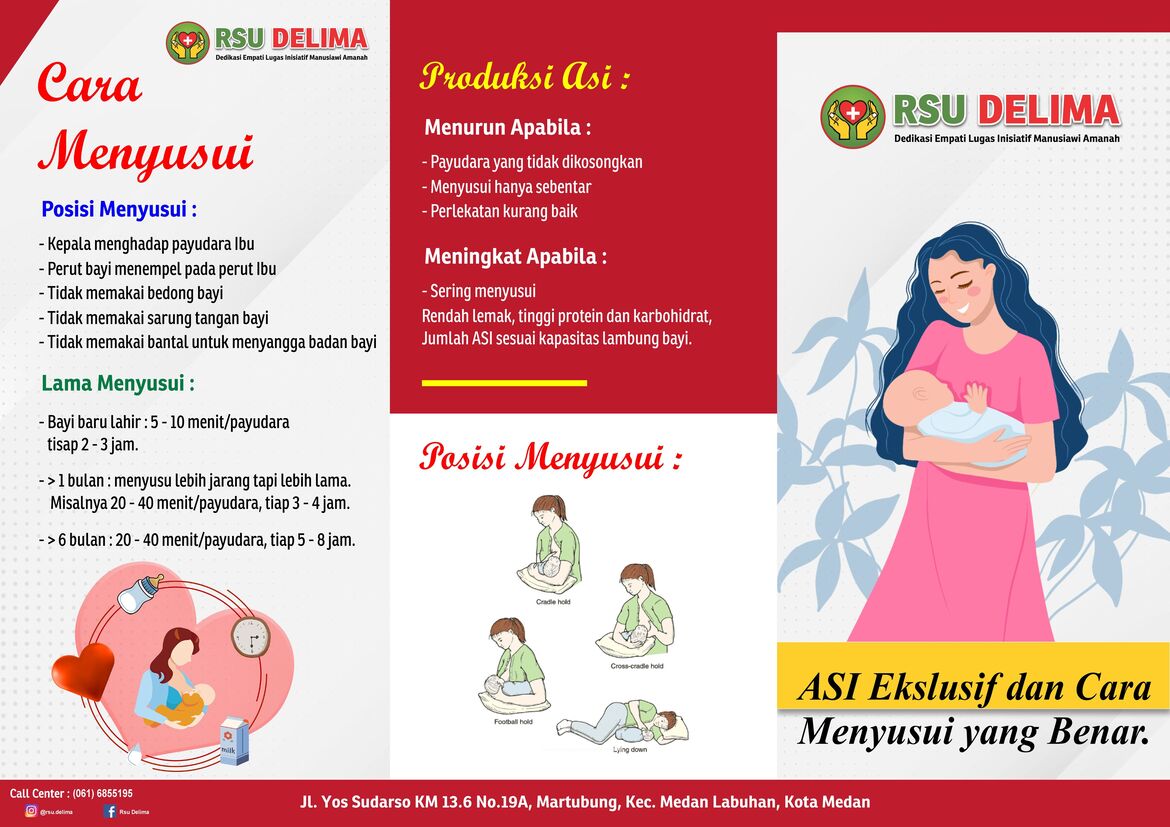 RSU DELIMA
Dedikasi Empati Lugas Inisiatif Manusiawi Amanah
Cara
Menyusui
Posisi Menyusui :
- Kepala menghadap payudara Ibu
- Perut bayi menempel pada perut Ibu
- Tidak memakai bedong bayi
- Tidak memakai sarung tangan bayi
- Tidak memakai bantal untuk menyangga badan bayi
Lama Menyusui :
- Bayi baru lahir : 5 - 10 menit/payudara
tisap 2 - 3 jam.
- > 1 bulan : menyusu lebih jarang tapi lebih lama.
Misalnya 20 - 40 menit/payudara, tiap 3 - 4 jam.
- > 6 bulan : 20 - 40 menit/payudara, tiap 5 - 8 jam.
milk
Produksi Asi :
Menurun Apabila :
- Payudara yang tidak dikosongkan
- Menyusui hanya sebentar
- Perlekatan kurang baik
Meningkat Apabila :
- Sering menyusui
Rendah lemak, tinggi protein dan karbohidrat,
Jumlah ASI sesuai kapasitas lambung bayi.
Posisi Menyusui :
Cradle hold
Cross-cradle hold
Football hold
Lying down
RSU DELIMA
Dedikasi Empati Lugas Inisiatif Manusiawi Amanah
ASI Ekslusif dan Cara
Menyusui yang Benar.
Call Center : (061) 6855195
@rsu.delima
Rsu Delima
Jl. Yos Sudarso KM 13.6 No.19A, Martubung, Kec. Medan Labuhan, Kota Medan